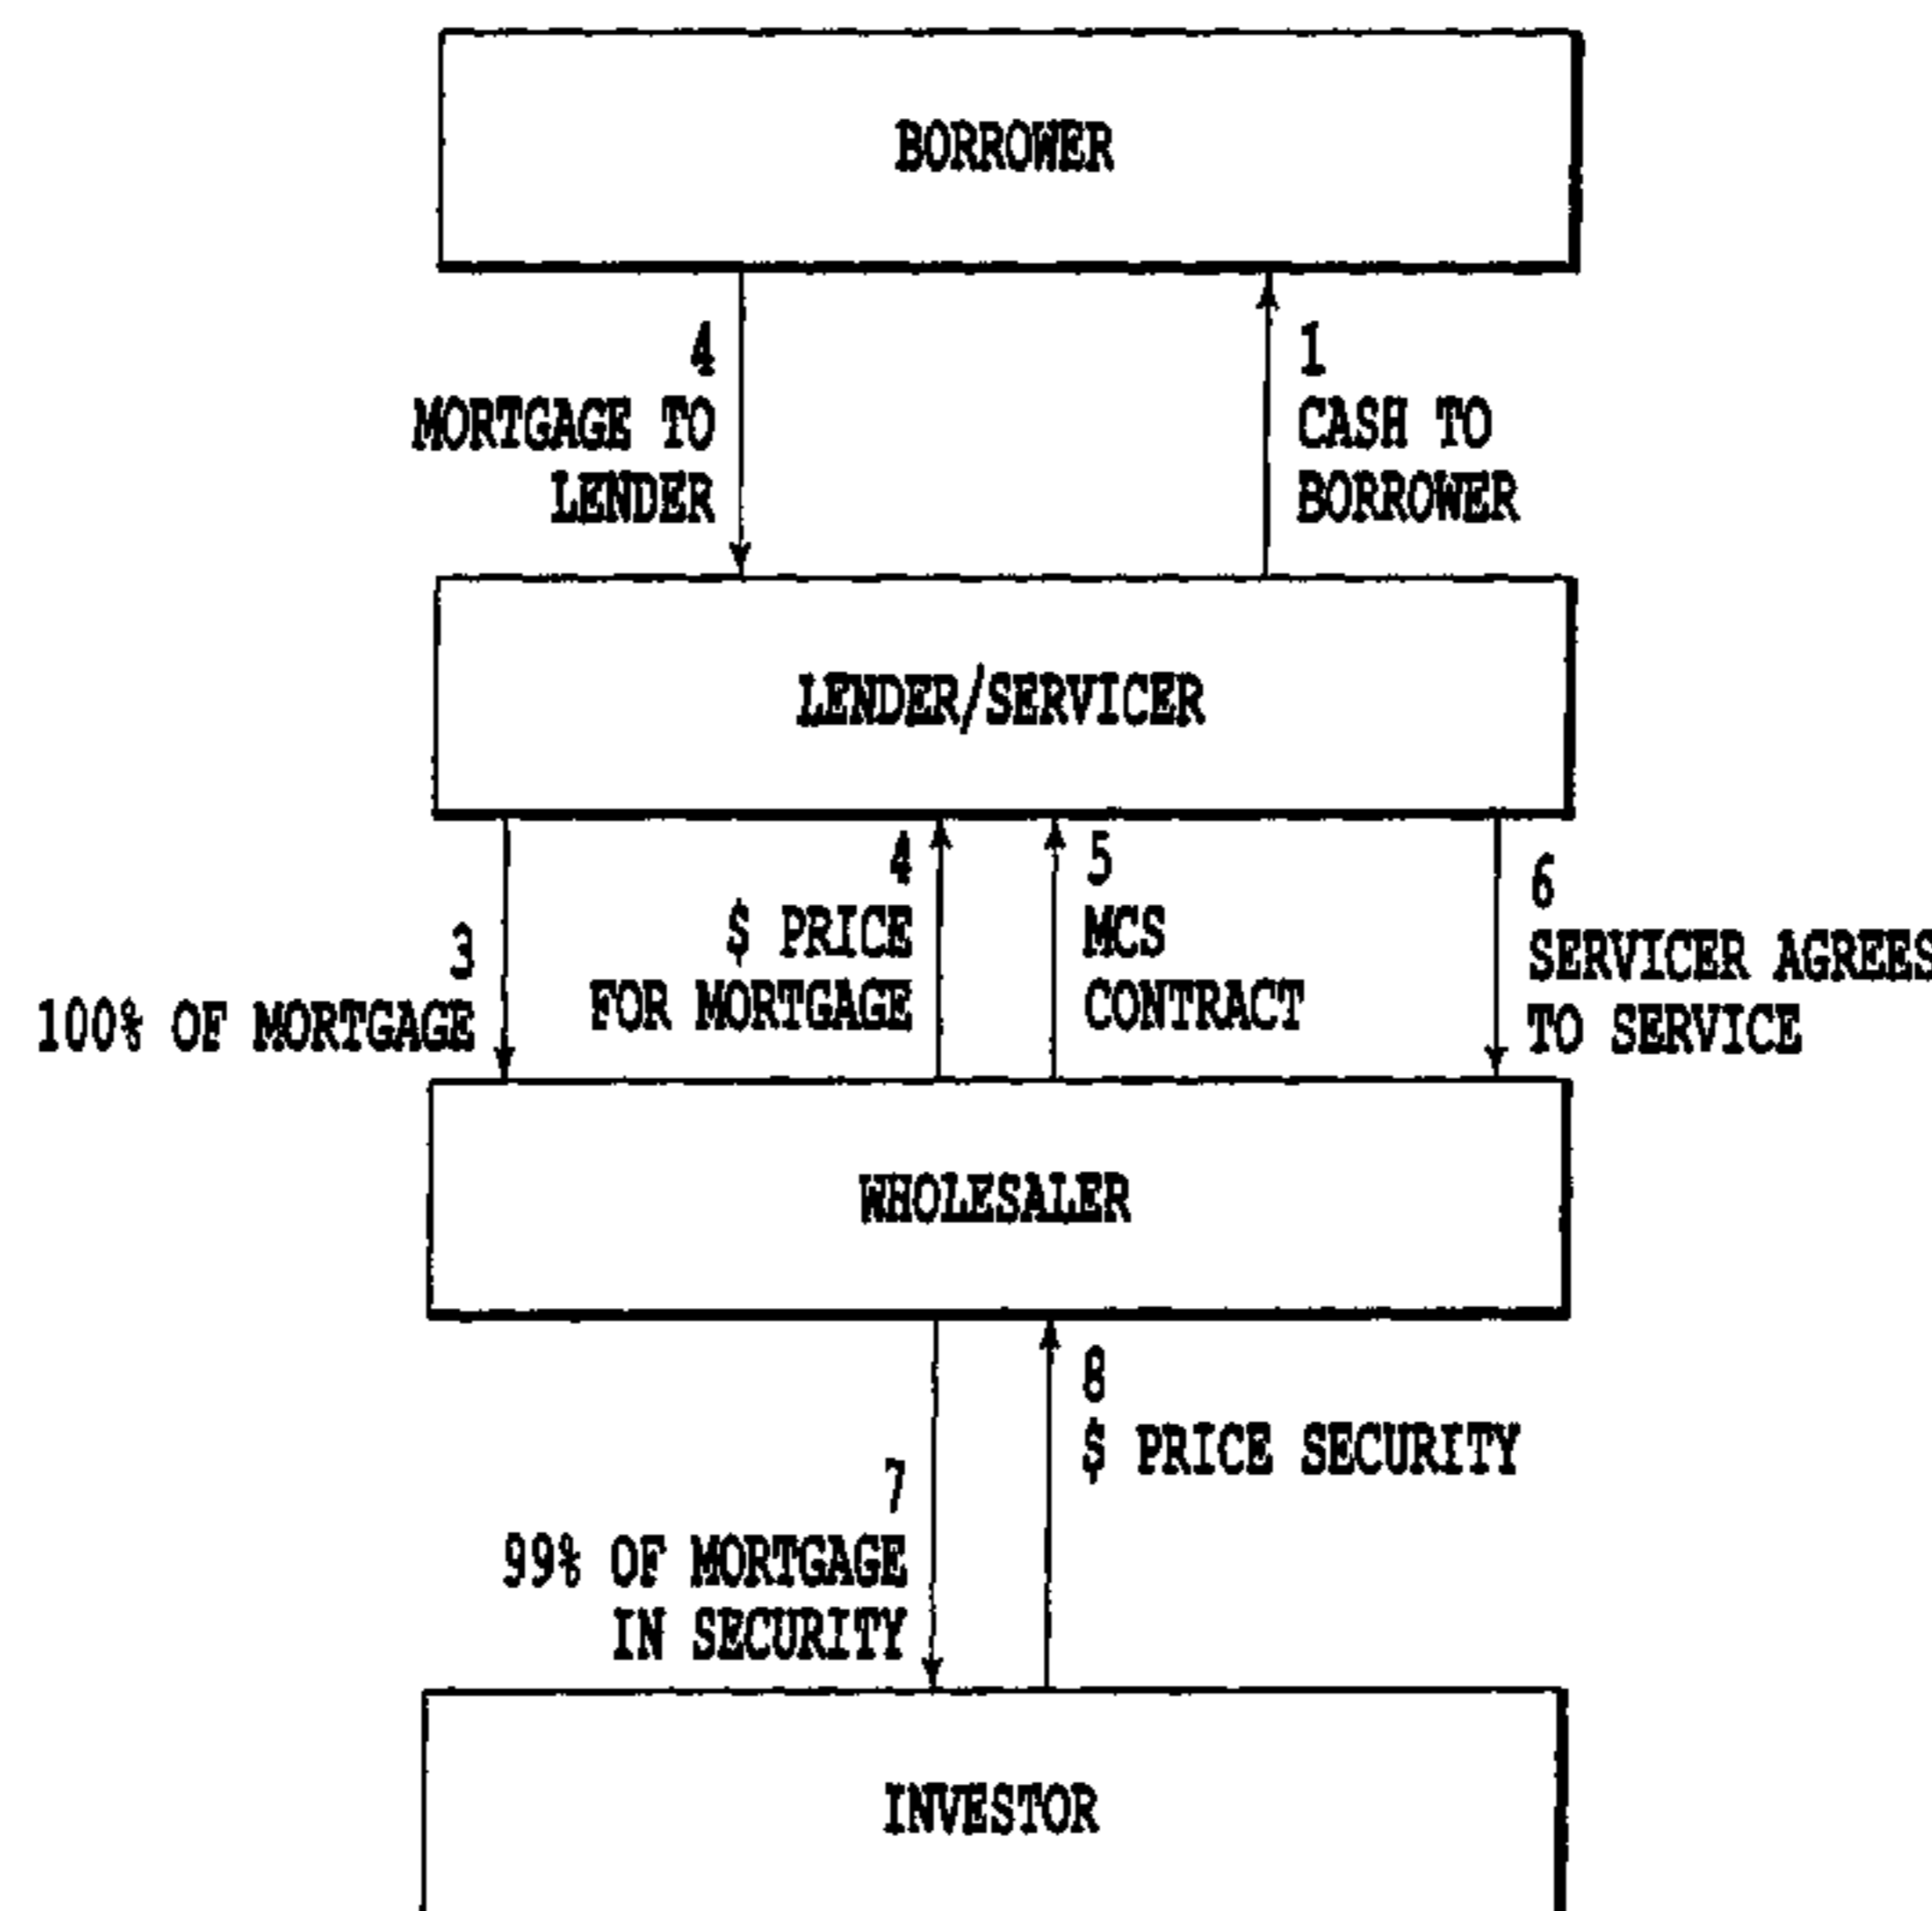 BORROWER
4
MORTGAGE TO
LENDER
1
CASH TO
BORROWER
LENDER/SERVICER
3
100% OF MORTGAGE
4
$ PRICE
FOR MORTGAGE
5
MCS
CONTRACT
6
SERVICER AGREES
TO SERVICE
WHOLESALER
7
99% OF MORTGAGE
IN SECURITY
8
$ PRICE SECURITY
INVESTOR